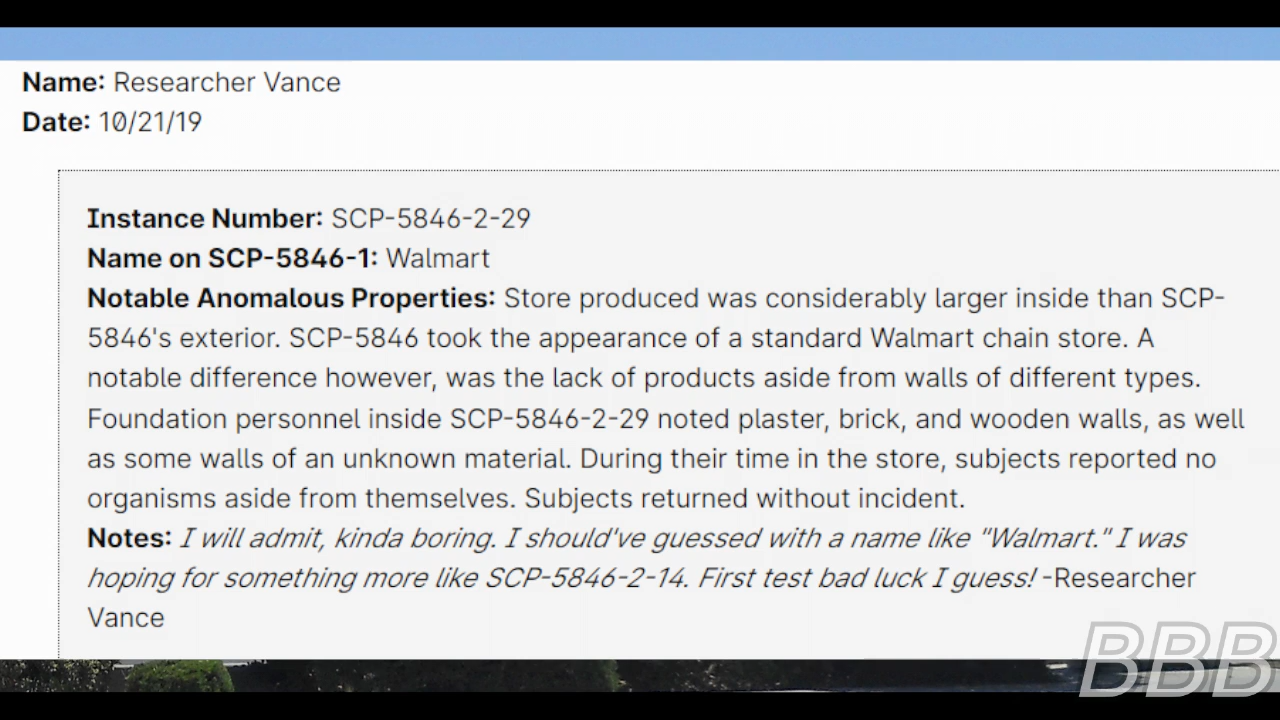 Name: Researcher Vance
Date: 10/21/19
Instance Number: SCP-5846-2-29
Name on SCP-5846-1: Walmart
Notable Anomalous Properties: Store produced was considerably larger inside than SCP-
5846's exterior. SCP-5846 took the appearance of a standard Walmart chain store. A
notable difference however, was the lack of products aside from walls of different types.
Foundation personnel inside SCP-5846-2-29 noted plaster, brick, and wooden walls, as well
as some walls of an unknown material. During their time in the store, subjects reported no
organisms aside from themselves. Subjects returned without incident.
Notes: I will admit, kinda boring. I should've guessed with a name like "Walmart." I was
hoping for something more like SCP-5846-2-14. First test bad luck I guess! -Researcher
Vance
BBB